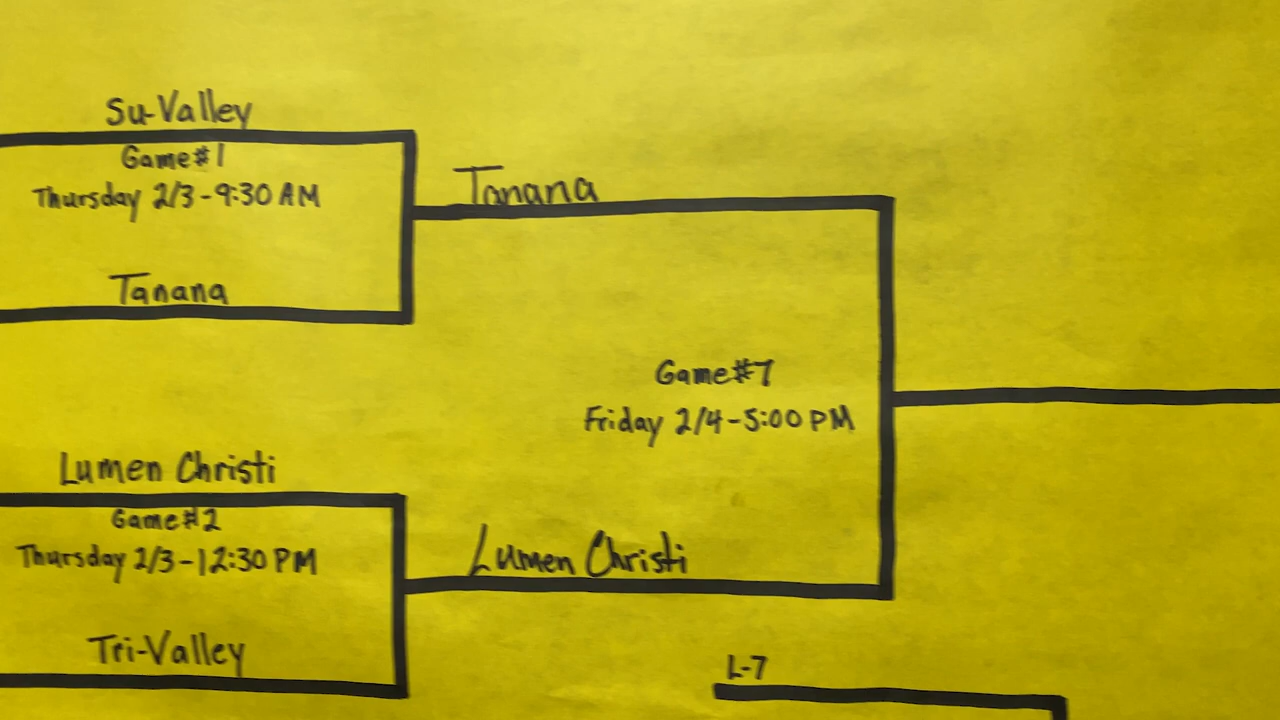 Su-Valley
Game#1
Thursday 2/3-9:30 AM
Tanana
Tanana
Game#7
Friday 2/4-5:00 PM
Lumen Christi
Game#2
Thursday 2/3-12:30 PM
Lumen Christi
Tri-Valley
L-7